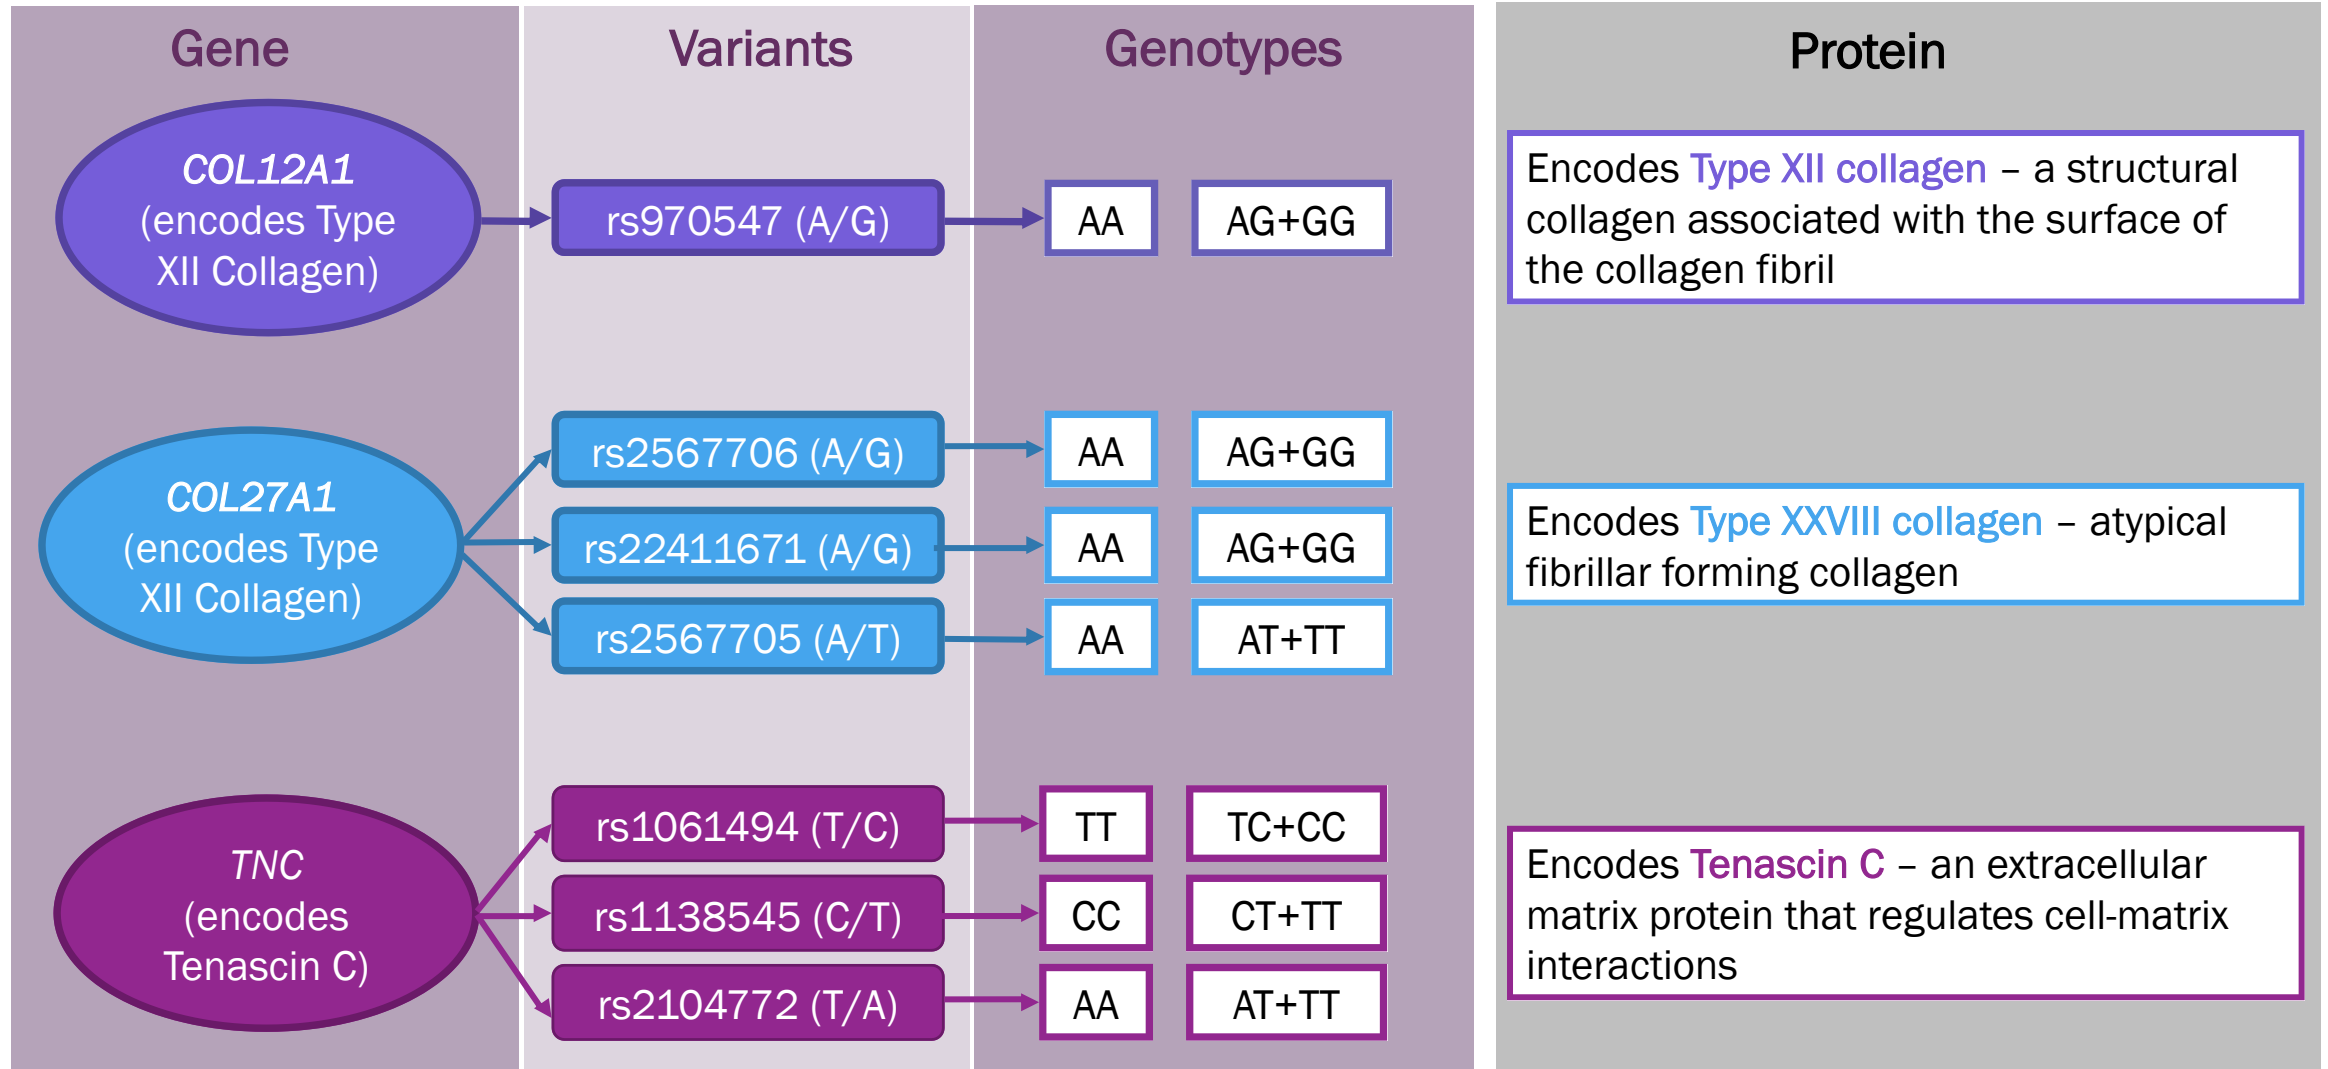 Gene
Variants
Genotypes
Protein
COL12A1
(encodes Type
XII Collagen)
rs970547 (A/G)
AA
AG+GG
Encodes Type XII collagen – a structural
collagen associated with the surface of
the collagen fibril
COL27A1
(encodes Type
XII Collagen)
rs2567706 (A/G)
AA
AG+GG
rs22411671 (A/G)
AA
AG+GG
rs2567705 (A/T)
AA
AT+TT
Encodes Type XXVIII collagen – atypical
fibrillar forming collagen
TNC
(encodes
Tenascin C)
rs1061494 (T/C)
TT
TC+CC
rs1138545 (C/T)
CC
CT+TT
rs2104772 (T/A)
AA
AT+TT
Encodes Tenascin C – an extracellular
matrix protein that regulates cell-matrix
interactions